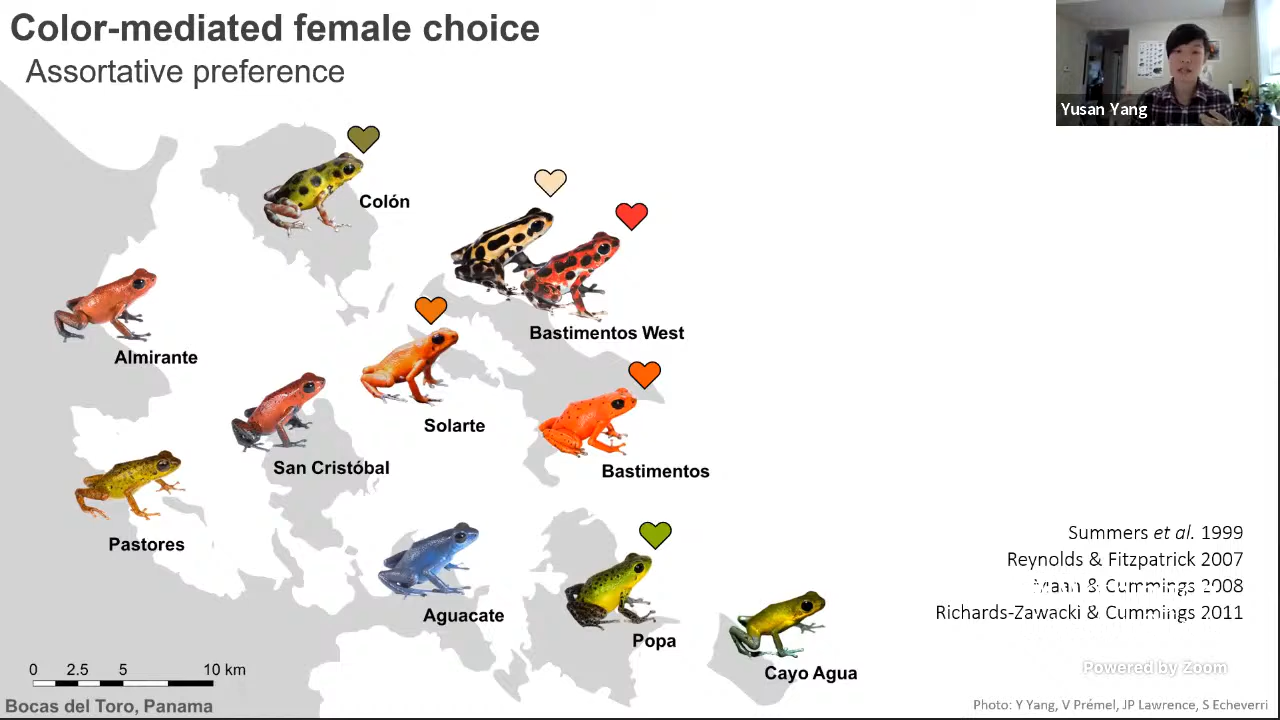 Color-mediated female choice
Assortative preference
Yusan Yang
Colón
Bastimentos West
Almirante
Solarte
San Cristóbal
Bastimentos
Pastores
Aguacate
Popa
Cayo Agua
Summers et al. 1999
Reynolds & Fitzpatrick 2007
Maan & Cummings 2008
Richards-Zawacki & Cummings 2011
Powered by Zoom
0 2.5 5 10 km
Bocas del Toro, Panama
Photo: Y Yang, V Prémel, JP Lawrence, S Echeverri